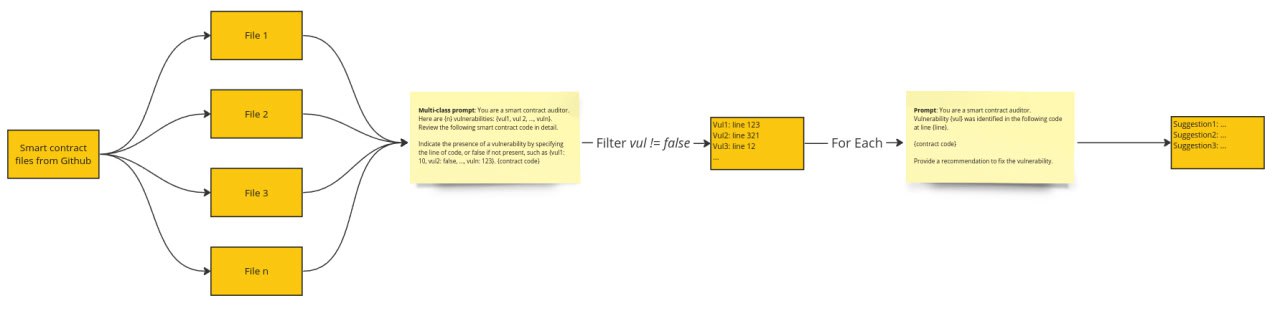 File 1
File 2
Smart contract
files from Github
File 3
File n
Multi-class prompt: You are a smart contract auditor.
Here are {n} vulnerabilities: {vul1, vul 2, ..., vuln}.
Review the following smart contract code in detail.
Indicate the presence of a vulnerability by specifying
the line of code, or false if not present, such as {vul1:
10, vul2: false, ..., vuln: 123}. {contract code}
Filter vul != false
Vul1: line 123
Vul2: line 321
Vul3: line 12
...
For Each
Prompt: You are a smart contract auditor.
Vulnerability {vul} was identified in the following code
at line {line}.
{contract code}
Provide a recommendation to fix the vulnerability.
Suggestion1: ...
Suggestion2: ...
Suggestion3: ...